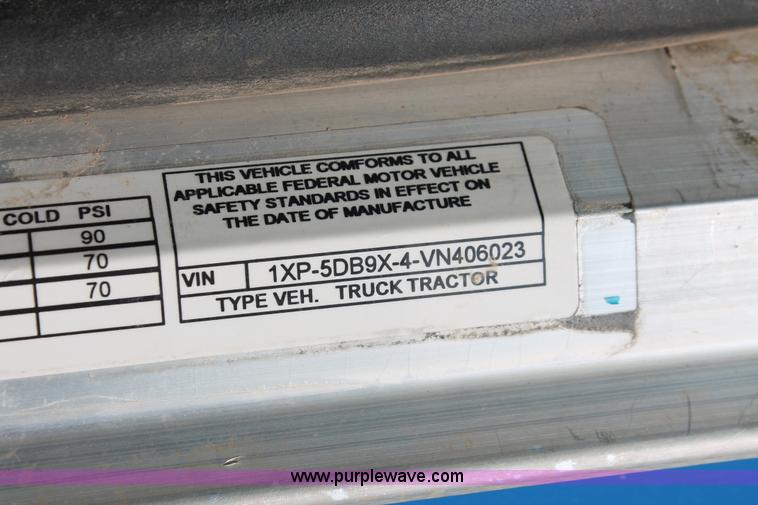 COLD PSI
90
70
70
THIS VEHICLE COMFORMS TO ALL
APPLICABLE FEDERAL MOTOR VEHICLE
SAFETY STANDARDS IN EFFECT ON
THE DATE OF MANUFACTURE
VIN 1XP-5DB9X-4-VN406023
TYPE VEH. TRUCK TRACTOR
www.purplewave.com